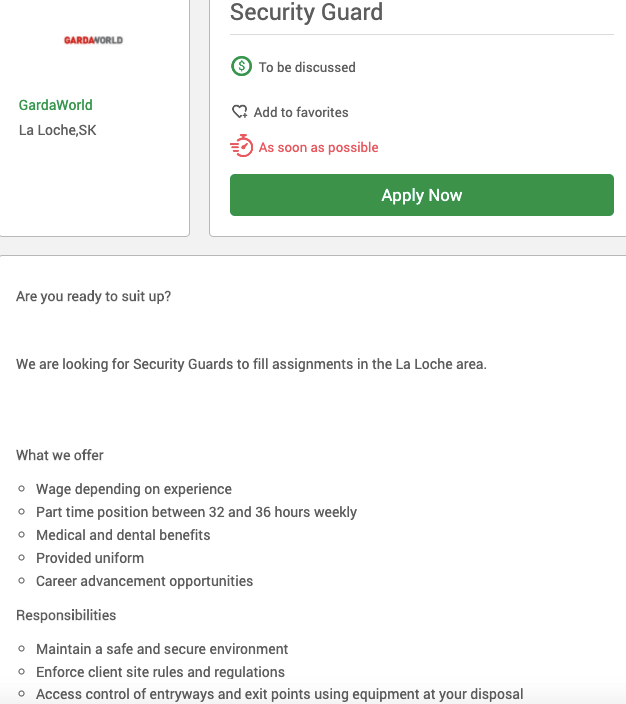 GARDAWORLD
GardaWorld
La Loche,SK
Security Guard
To be discussed
Add to favorites
As soon as possible
Apply Now
Are you ready to suit up?
We are looking for Security Guards to fill assignments in the La Loche area.
What we offer
Wage depending on experience
Part time position between 32 and 36 hours weekly
Medical and dental benefits
Provided uniform
Career advancement opportunities
Responsibilities
Maintain a safe and secure environment
Enforce client site rules and regulations
Access control of entryways and exit points using equipment at your disposal